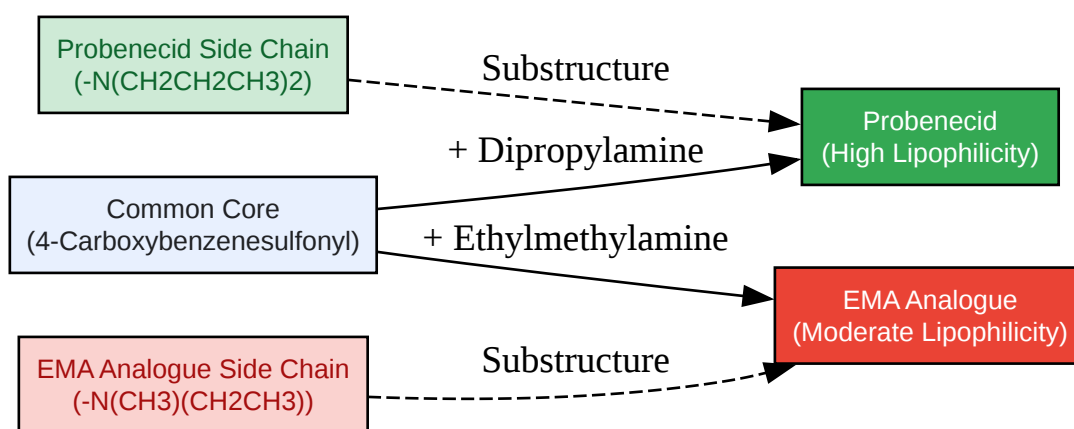 Probenecid Side Chain
(-N(CH2CH2CH3)2)
Substructure
Probenecid
(High Lipophilicity)
+ Dipropylamine
Common Core
(4-Carboxybenzenesulfonyl)
+ Ethylmethylamine
EMA Analogue
(Moderate Lipophilicity)
EMA Analogue Side Chain
(-N(CH3)(CH2CH3))
Substructure